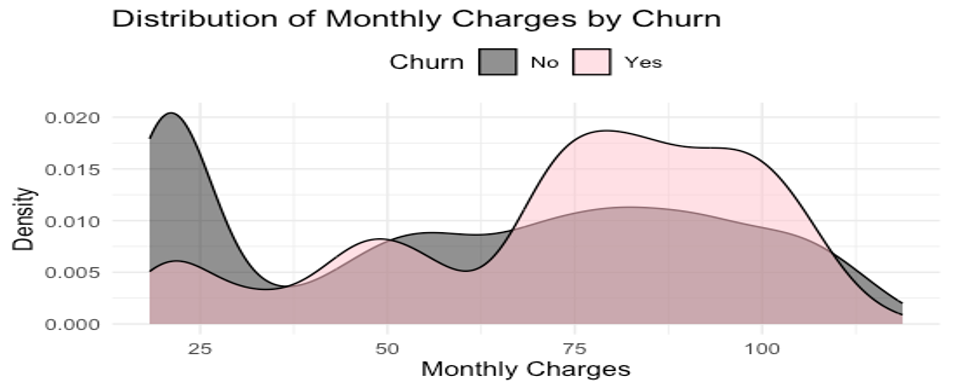 Distribution of Monthly Charges by Churn
Churn No Yes
0.020
0.015
0.010
0.005
0.000
Density
25 50 75 100
Monthly Charges